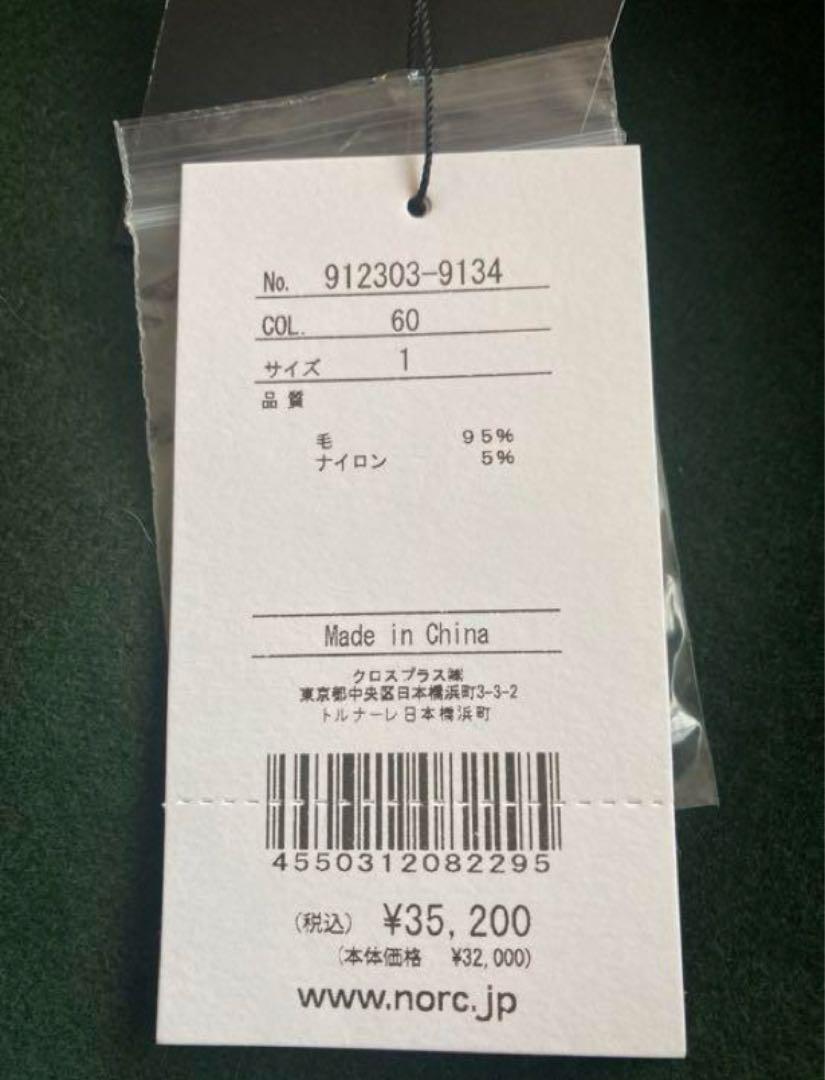 No. 912303-9134
COL. 60
サイズ 1
品質
毛 95%
ナイロン 5%
Made in China
クロスプラス㈱
東京都中央区日本橋浜町3-3-2
トルナーレ日本橋浜町
4550312082295
(税込) ¥35,200
(本体価格 ¥32,000)
www.norc.jp